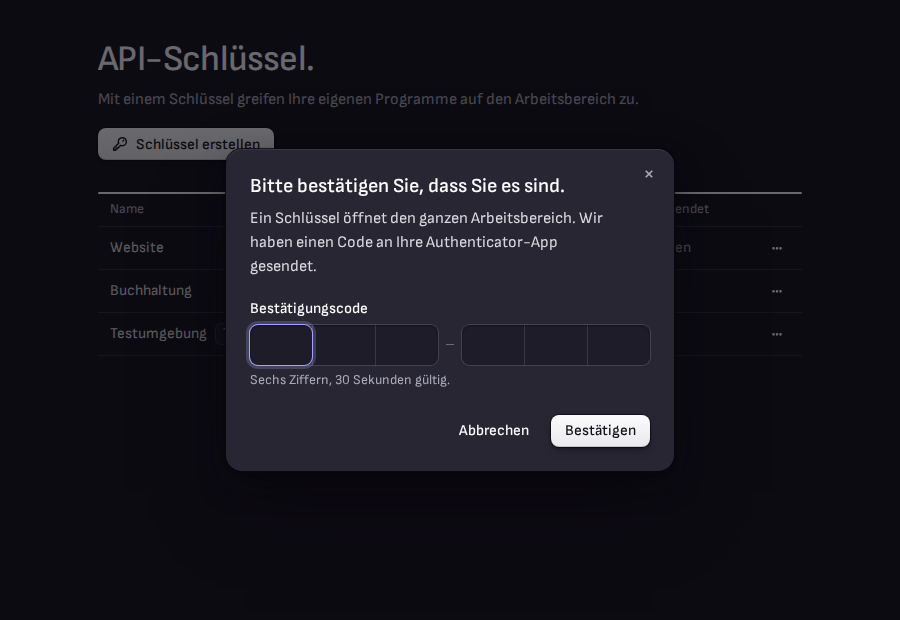 API-Schlüssel.
Mit einem Schlüssel greifen Ihre eigenen Programme auf den Arbeitsbereich zu.
Schlüssel erstellen
Name
Website
Buchhaltung
Testumgebung
Bitte bestätigen Sie, dass Sie es sind.
Ein Schlüssel öffnet den ganzen Arbeitsbereich. Wir
haben einen Code an Ihre Authenticator-App
gesendet.
Bestätigungscode
–
Sechs Ziffern, 30 Sekunden gültig.
Abbrechen Bestätigen